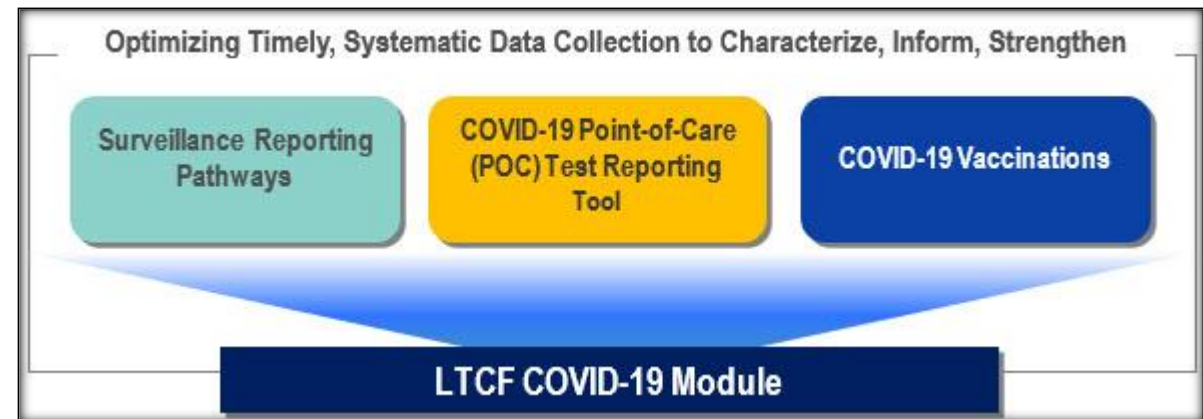 Optimizing Timely, Systematic Data Collection to Characterize, Inform, Strengthen
Surveillance Reporting
Pathways
COVID-19 Point-of-Care
(POC) Test Reporting
Tool
COVID-19 Vaccinations
LTCF COVID-19 Module